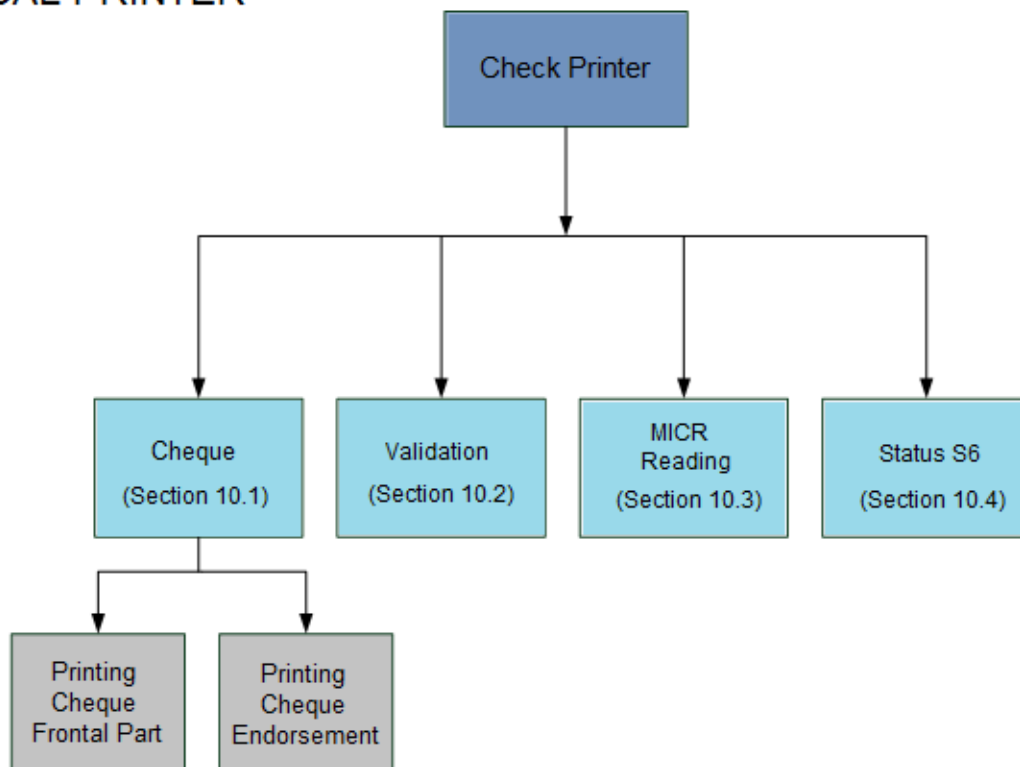 PRINTER
Check Printer
Cheque
(Section 10.1)
Validation
(Section 10.2)
MICR
Reading
(Section 10.3)
Status S6
(Section 10.4)
Printing
Cheque
Frontal Part
Printing
Cheque
Endorsement